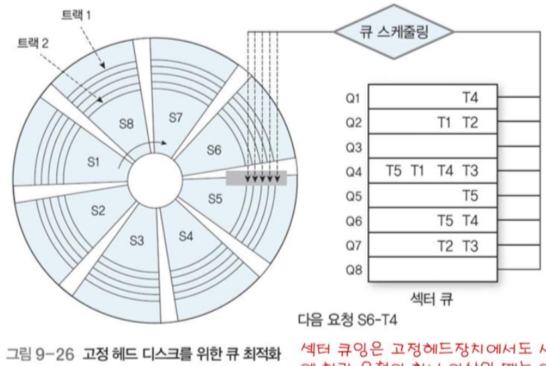 트랙 1
트랙 2
큐 스케줄링
S8
S7
S1
S6
S2
S5
S3
S4
Q1 T4
Q2 T1 T2
Q3
Q4 T5 T1 T4 T3
Q5 T5
Q6 T5 T4
Q7 T2 T3
Q8
섹터 큐
다음 요청 S6-T4
그림 9-26 고정 헤드 디스크를 위한 큐 최적화
섹터 큐잉은 고정헤드장치에서도